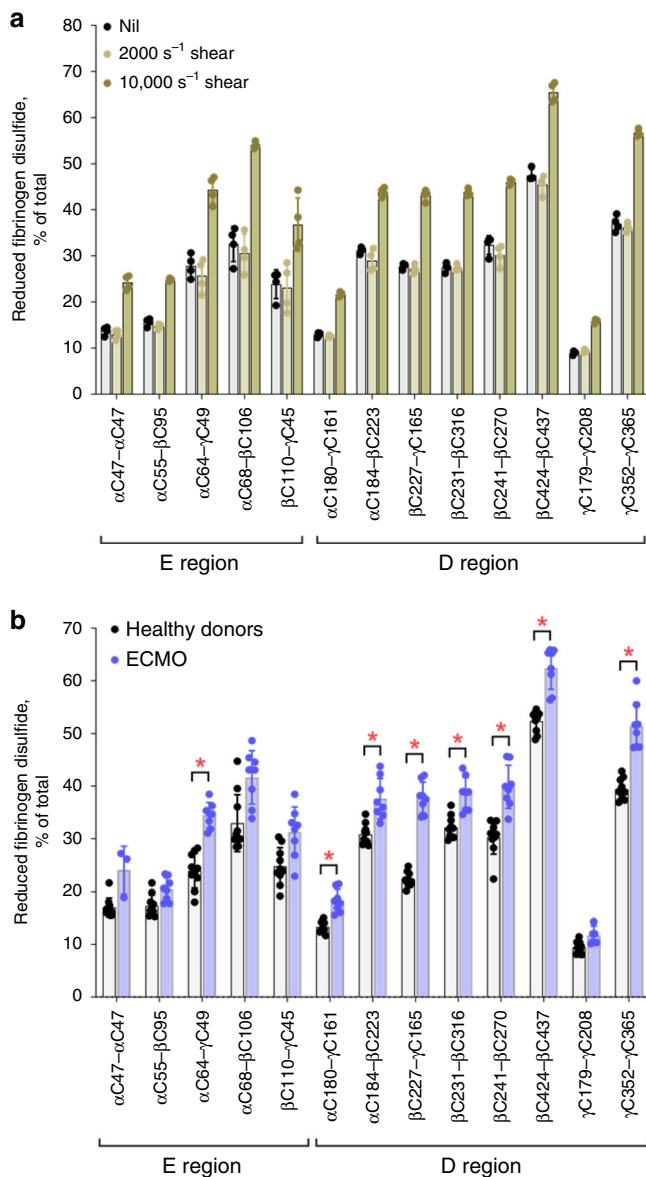 a
Nil
2000 s⁻¹ shear
10,000 s⁻¹ shear
Reduced fibrinogen disulfide,
% of total
80
70
60
50
40
30
20
10
0
αC47–αC47
αC55–βC95
αC64–γC49
αC68–βC106
βC110–γC45
αC180–γC161
αC184–βC223
βC227–γC165
βC231–βC316
βC241–βC270
βC424–βC437
γC179–γC208
γC352–γC365
E region
D region
b
Healthy donors
ECMO
Reduced fibrinogen disulfide,
% of total
70
60
50
40
30
20
10
0
* * * * * * * *
αC47–αC47
αC55–βC95
αC64–γC49
αC68–βC106
βC110–γC45
αC180–γC161
αC184–βC223
βC227–γC165
βC231–βC316
βC241–βC270
βC424–βC437
γC179–γC208
γC352–γC365
E region
D region